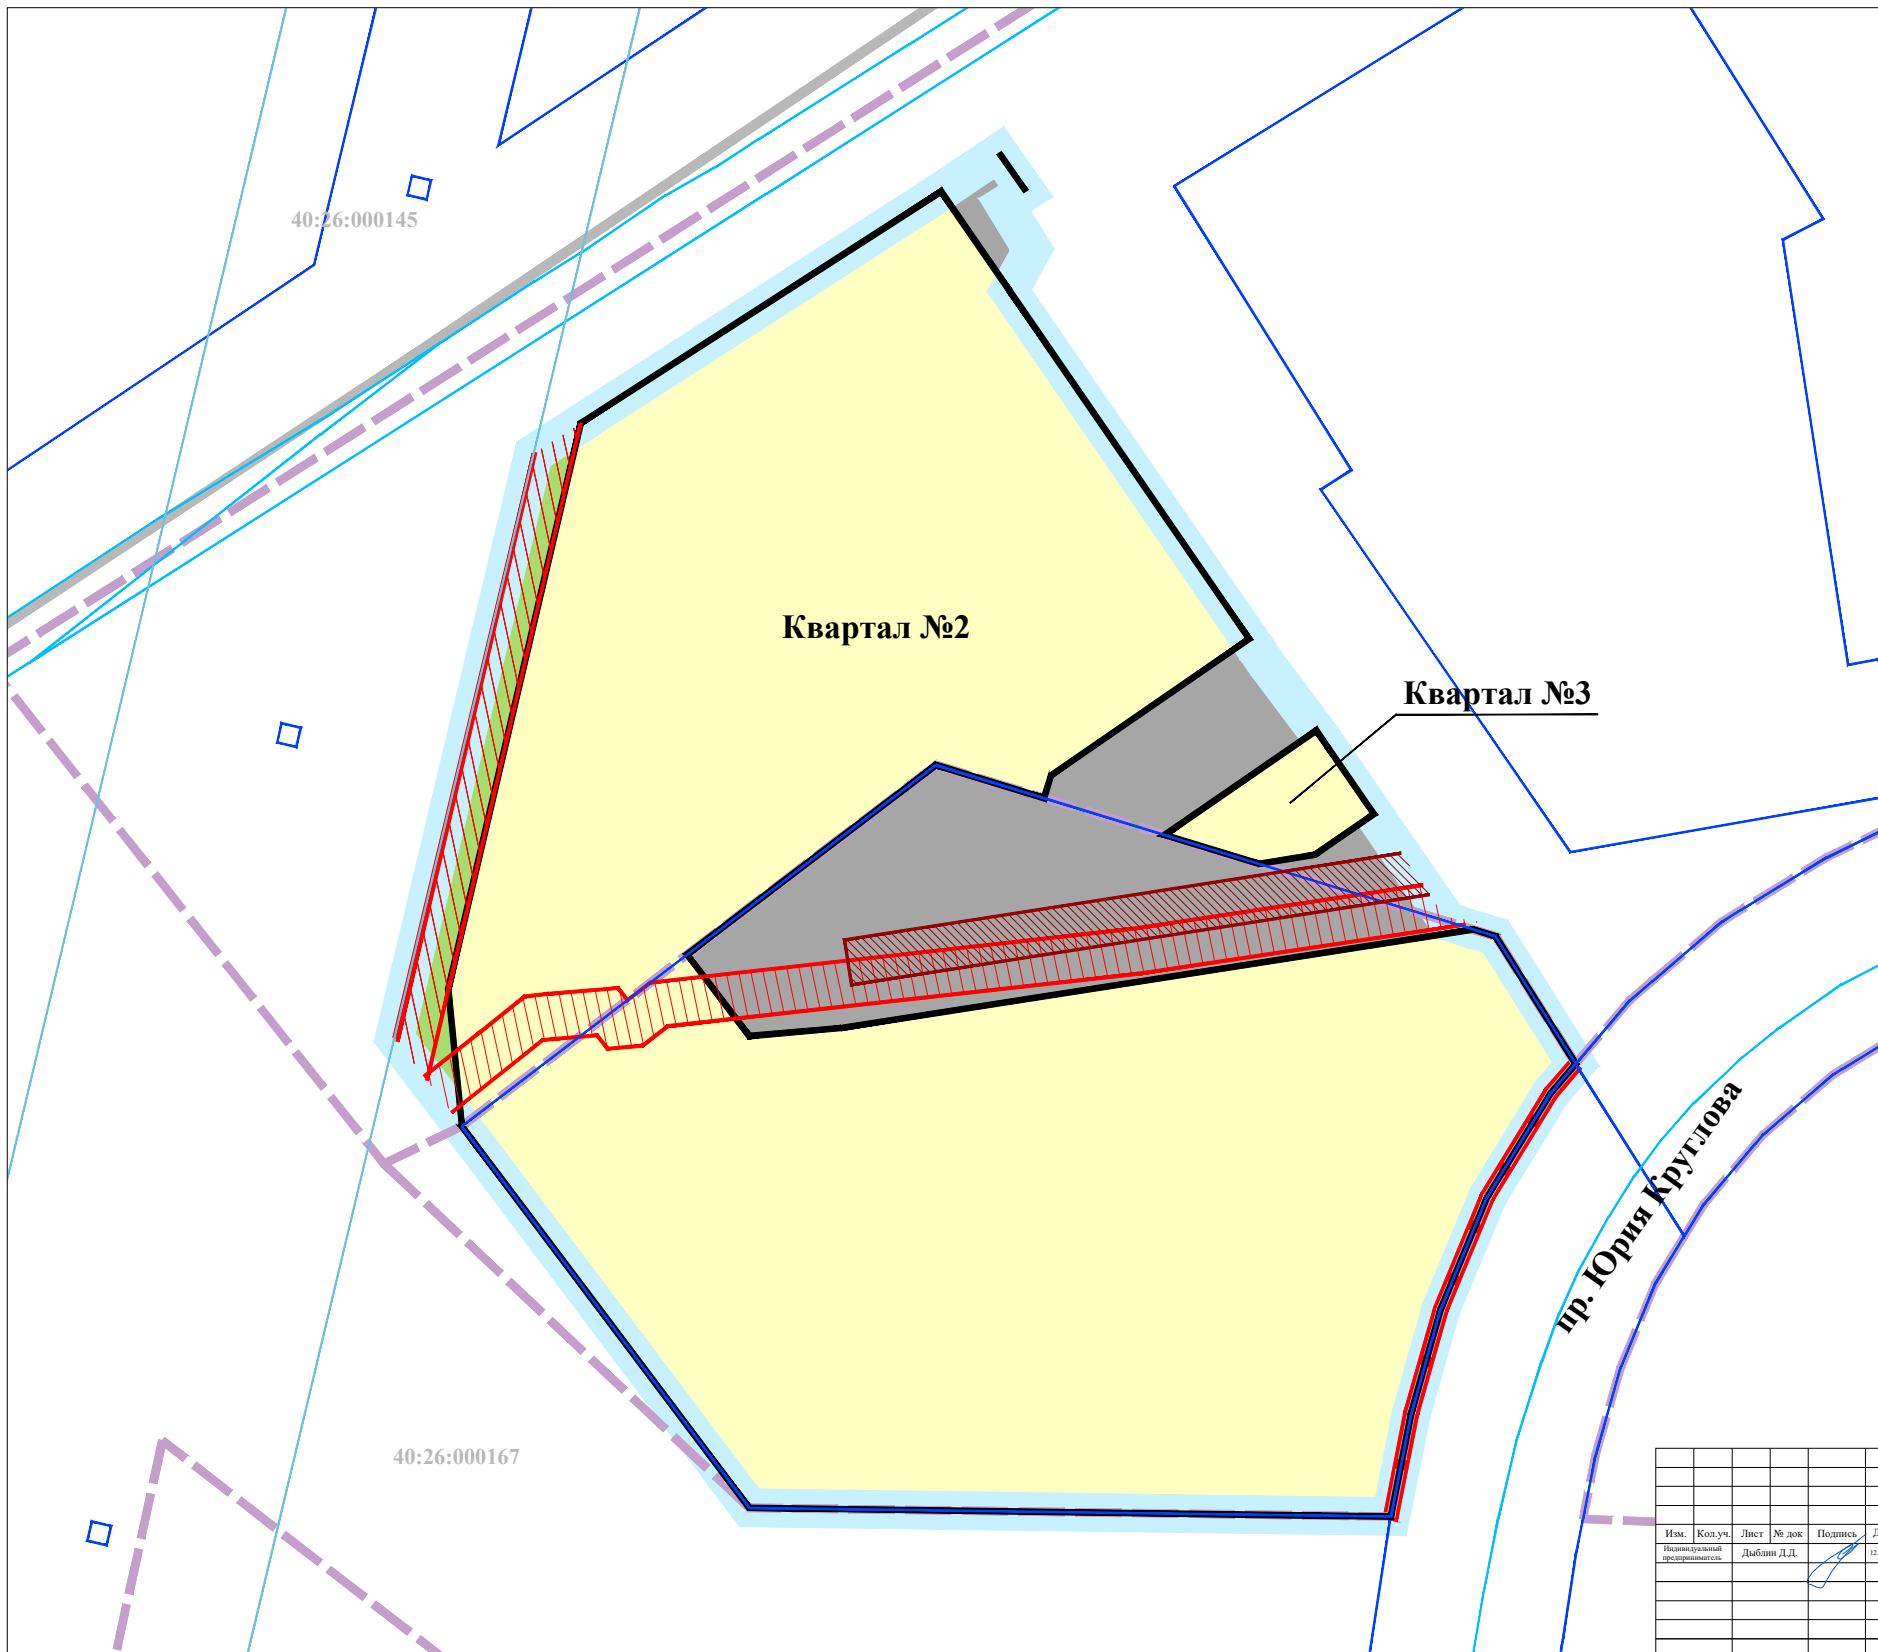 40:26:000145
Квартал №2
Квартал №3
пр. Юрия Круглова
40:26:000167
Изм. Кол.уч. Лист № док Подпись
Индивидуальный предприниматель Дыблин Д.Д.